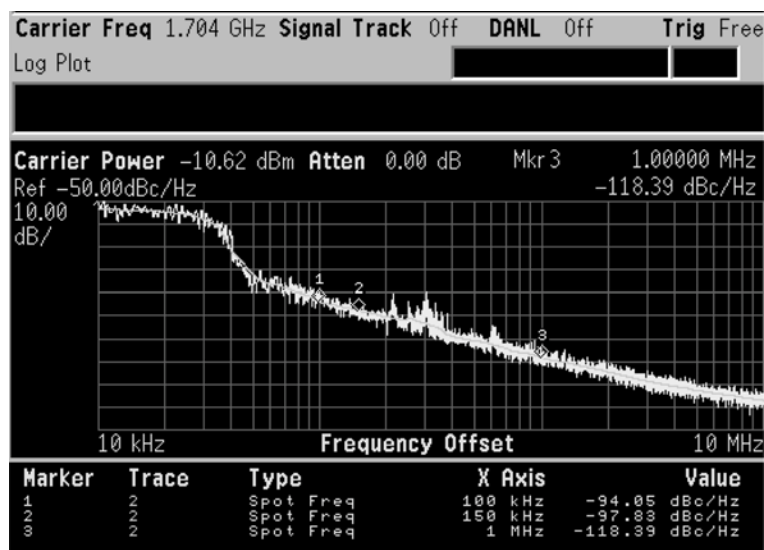 Carrier Freq 1.704 GHz Signal Track Off DANL Off Trig Free
Log Plot
Carrier Power -10.62 dBm Atten 0.00 dB Mkr 3 1.00000 MHz
Ref -50.00dBc/Hz -118.39 dBc/Hz
10.00
dB/
1
2
3
10 kHz Frequency Offset 10 MHz
Marker Trace Type X Axis Value
1 2 Spot Freq 100 kHz -94.05 dBc/Hz
2 2 Spot Freq 150 kHz -97.83 dBc/Hz
3 2 Spot Freq 1 MHz -118.39 dBc/Hz